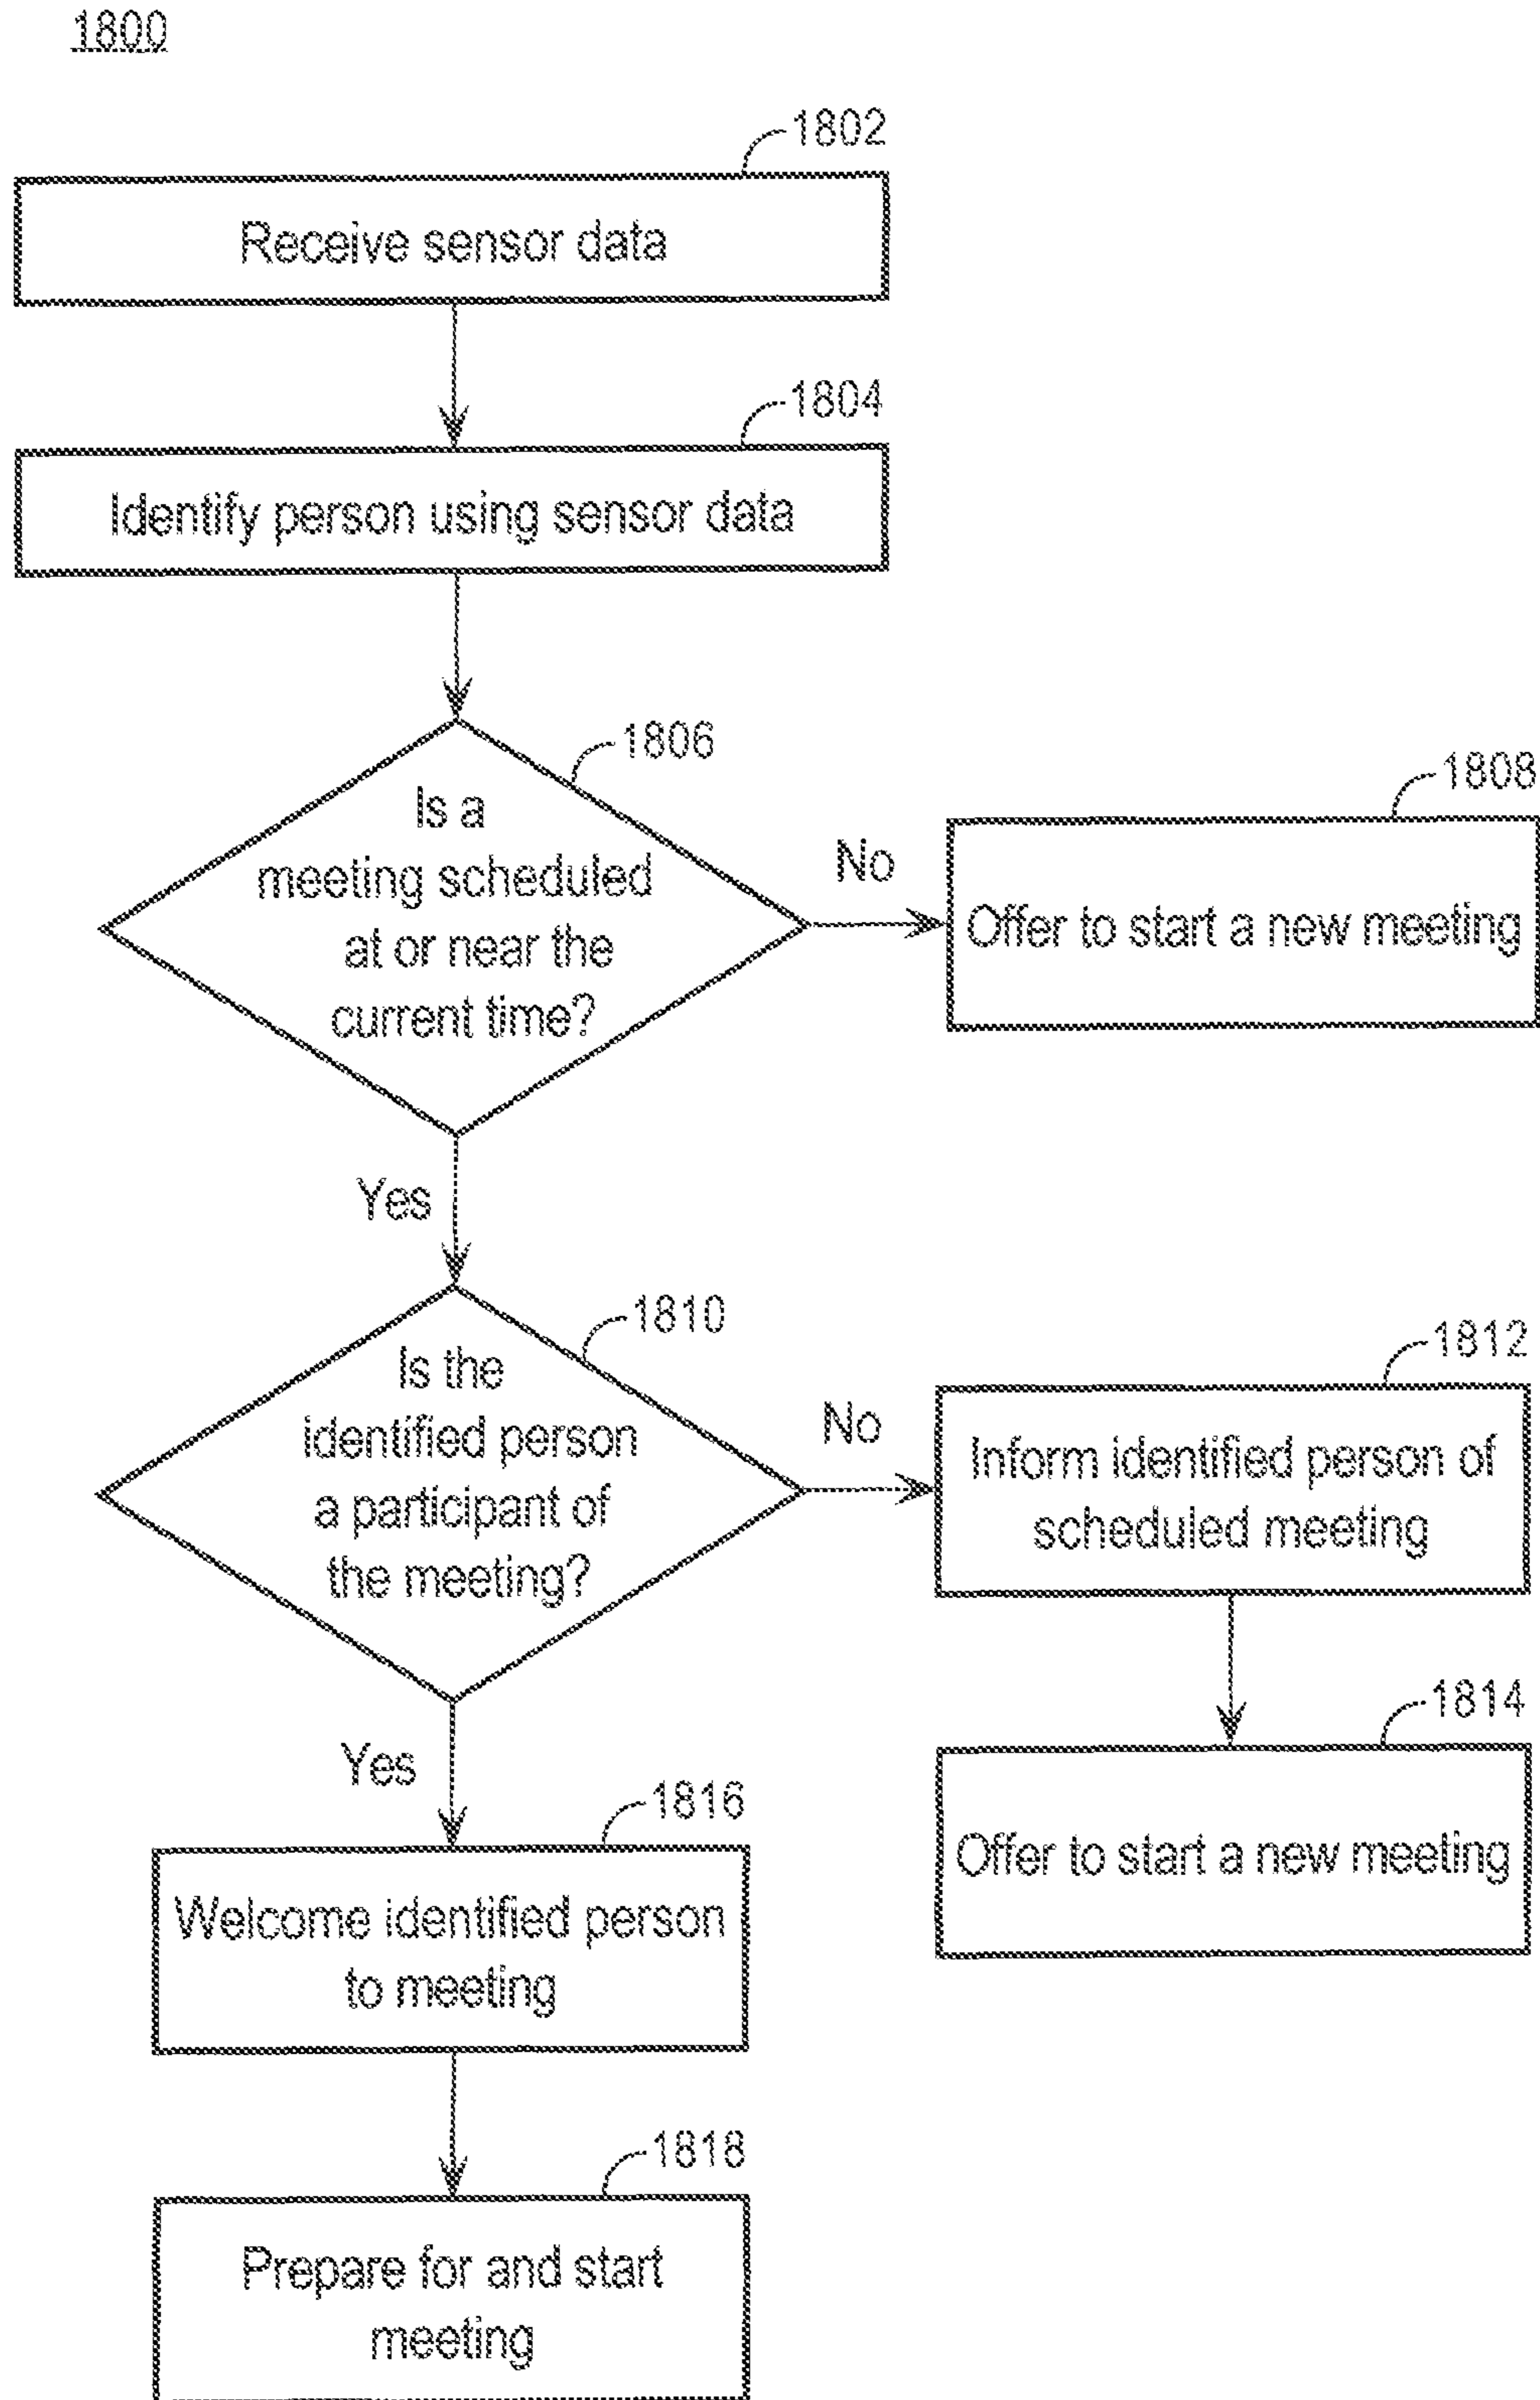 1800
1802
Receive sensor data
1804
Identify person using sensor data
1806
Is a
meeting scheduled
at or near the
current time?
No
1808
Offer to start a new meeting
Yes
1810
Is the
identified person
a participant of
the meeting?
No
1812
Inform identified person of
scheduled meeting
1814
Offer to start a new meeting
Yes
1816
Welcome identified person
to meeting
1818
Prepare for and start
meeting